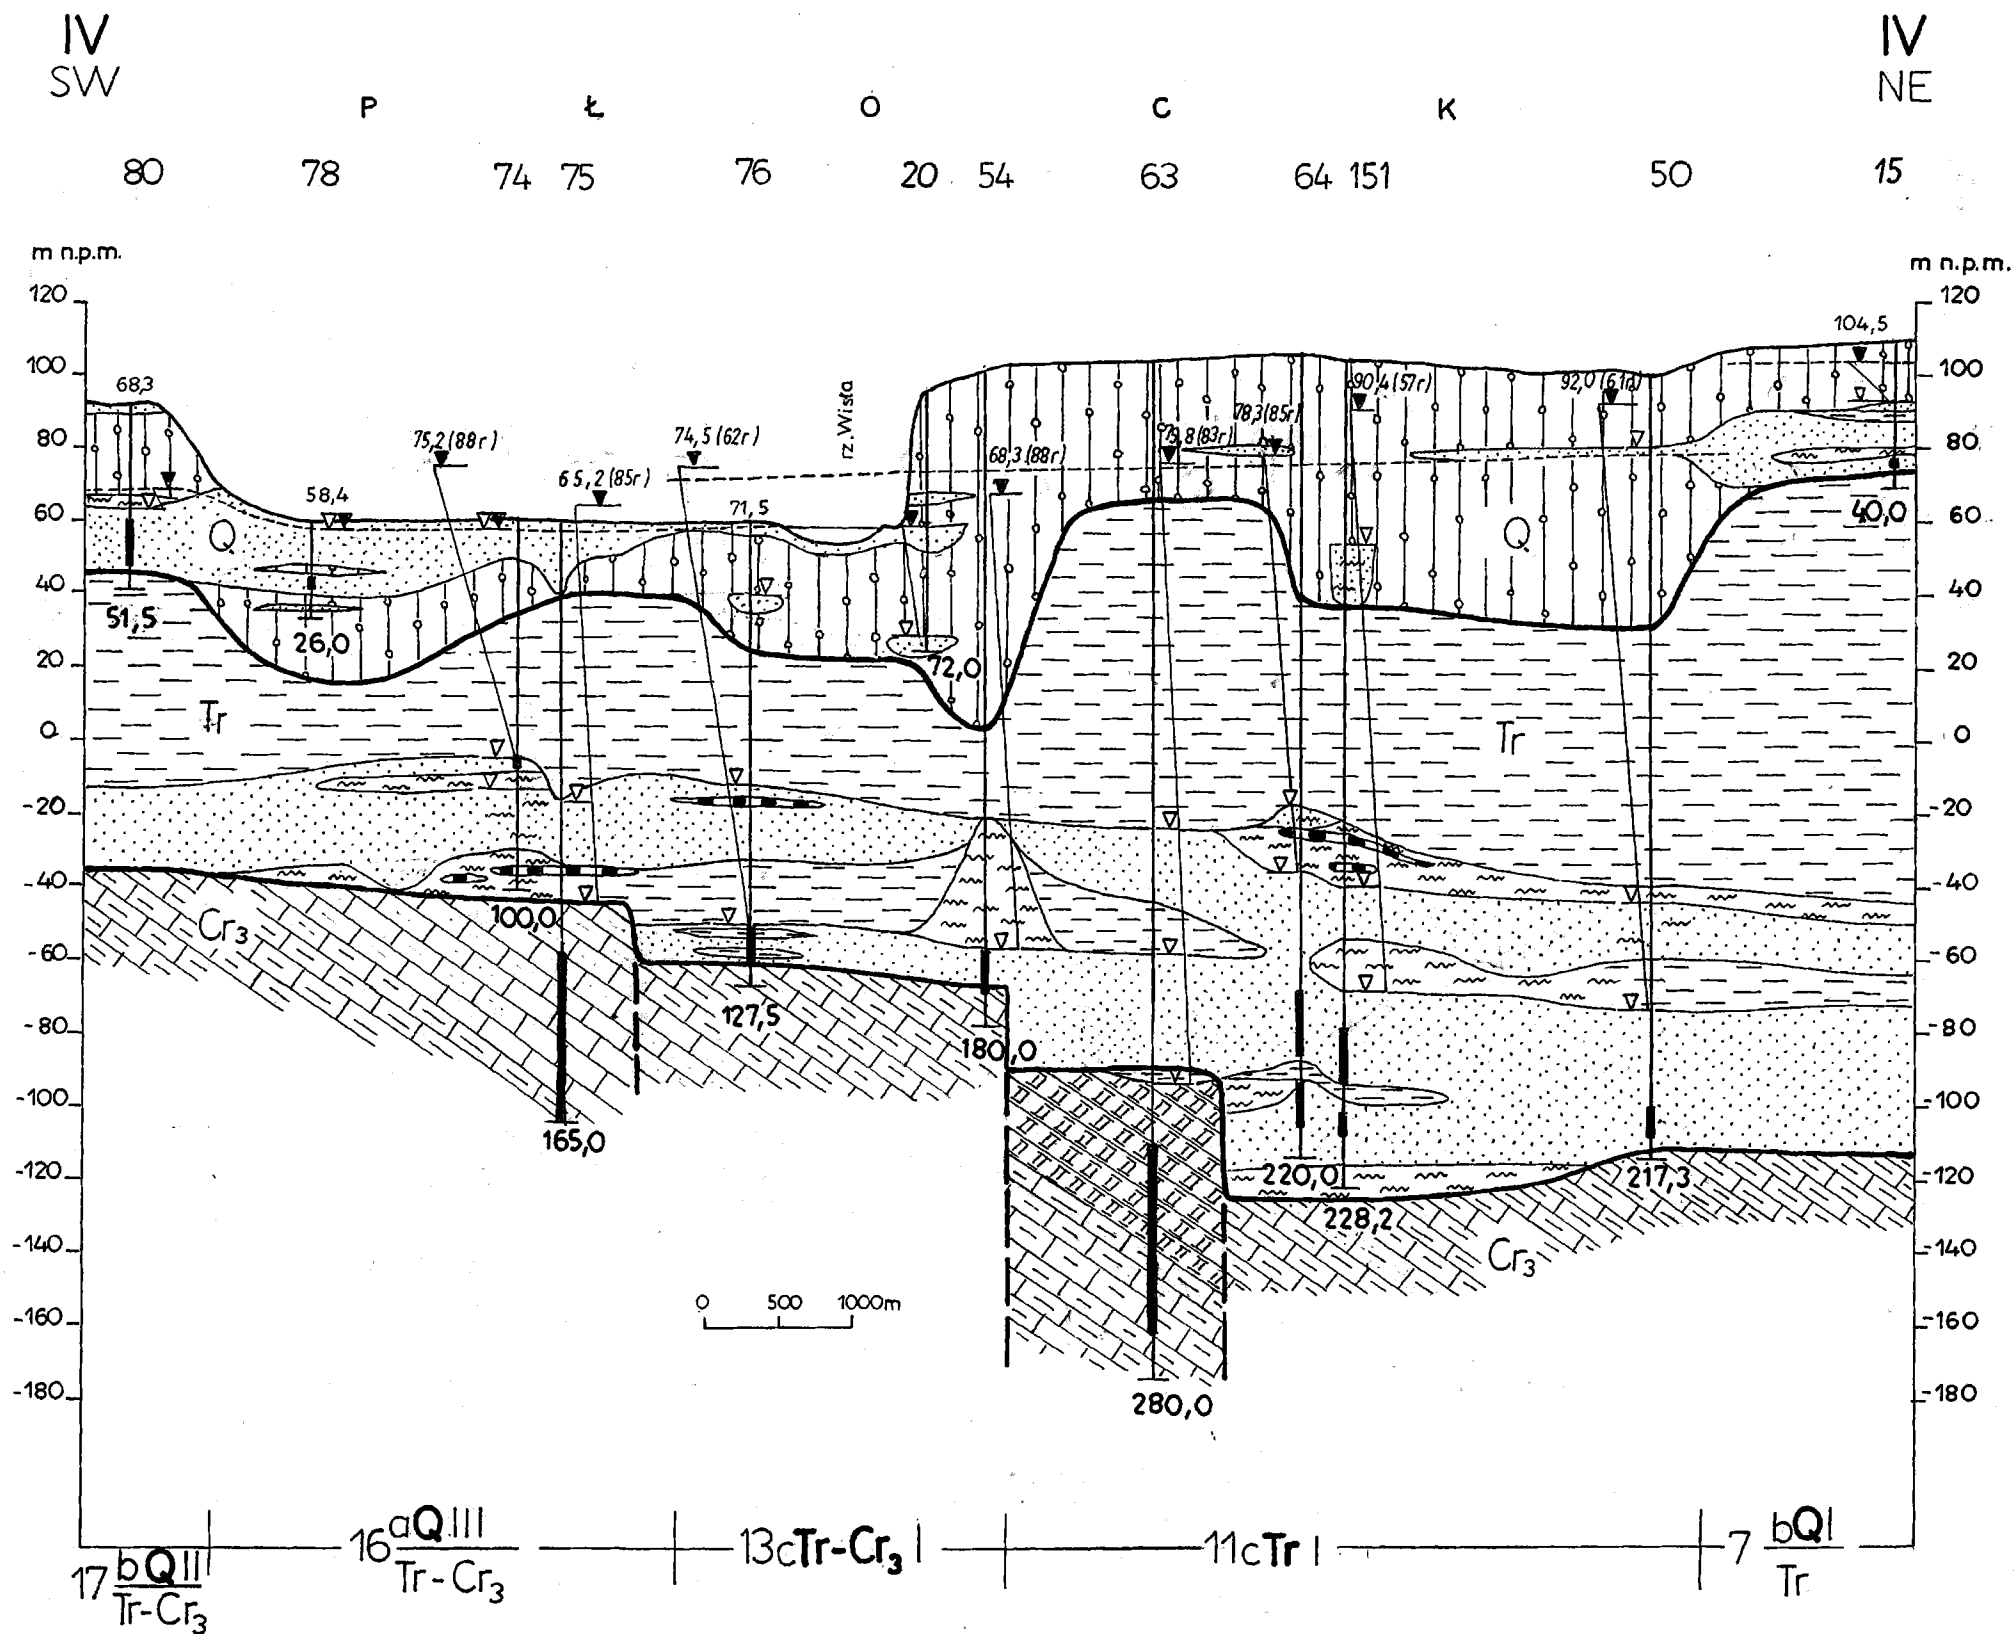 IV IV
SW NE
P Ł O C K
80 78 74 75 76 20 54 63 64 151 50 15
m n.p.m. m n.p.m.
120 120
104,5
100 100
68,3 90,4 (57r) 92,0 (61r)
78,3 (85r)
rz. Wisła
80 75,2 (88r) 74,5 (62r) 79,8 (83r) 80
68,3 (88r)
65,2 (85r)
58,4 71,5
60 60
40,0
Q Q
40 40
51,5 26,0
72,0
20 20
Tr Tr
0 0
-20 -20
-40 -40
100,0
Cr₃
-60 -60
127,5
-80 -80
180,0
-100 -100
165,0
-120 220,0 217,3 -120
228,2
-140 Cr₃ -140
0 500 1000m
-160 -160
-180 -180
280,0
17 bQII/Tr-Cr₃ 16 aQIII/Tr-Cr₃ 13cTr-Cr₃ I 11cTr I 7 bQI/Tr